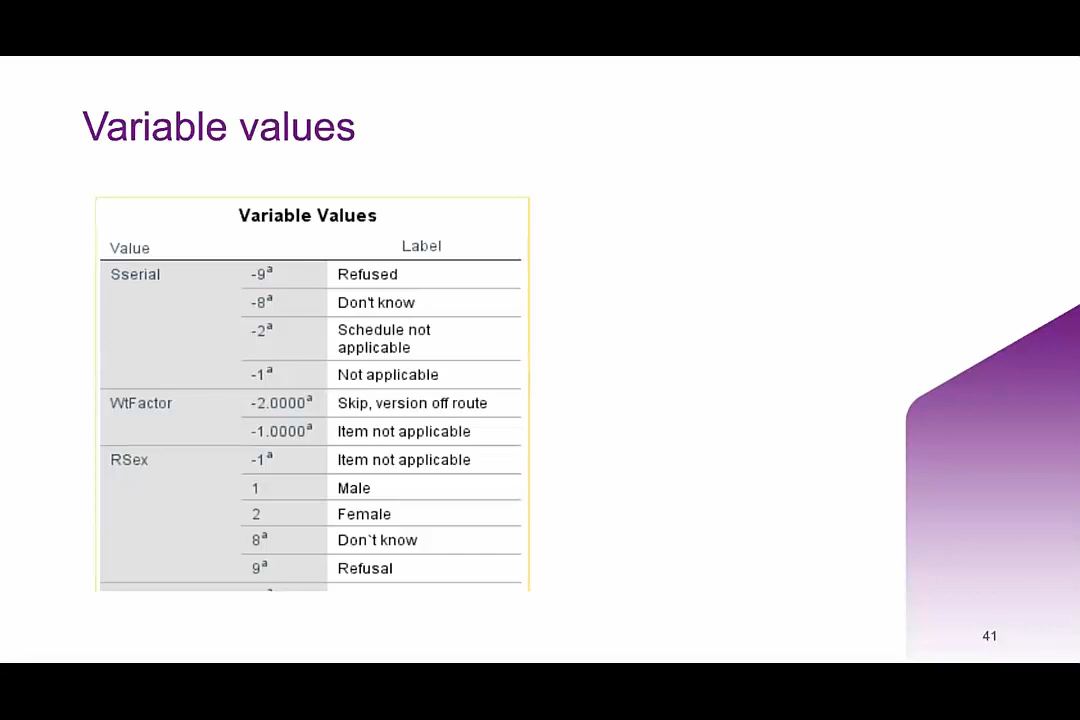 Variable values
Variable Values
Value Label
Sserial -9ª Refused
-8ª Don't know
-2ª Schedule not
applicable
-1ª Not applicable
WtFactor -2.0000ª Skip, version off route
-1.0000ª Item not applicable
RSex -1ª Item not applicable
1 Male
2 Female
8ª Don`t know
9ª Refusal
41